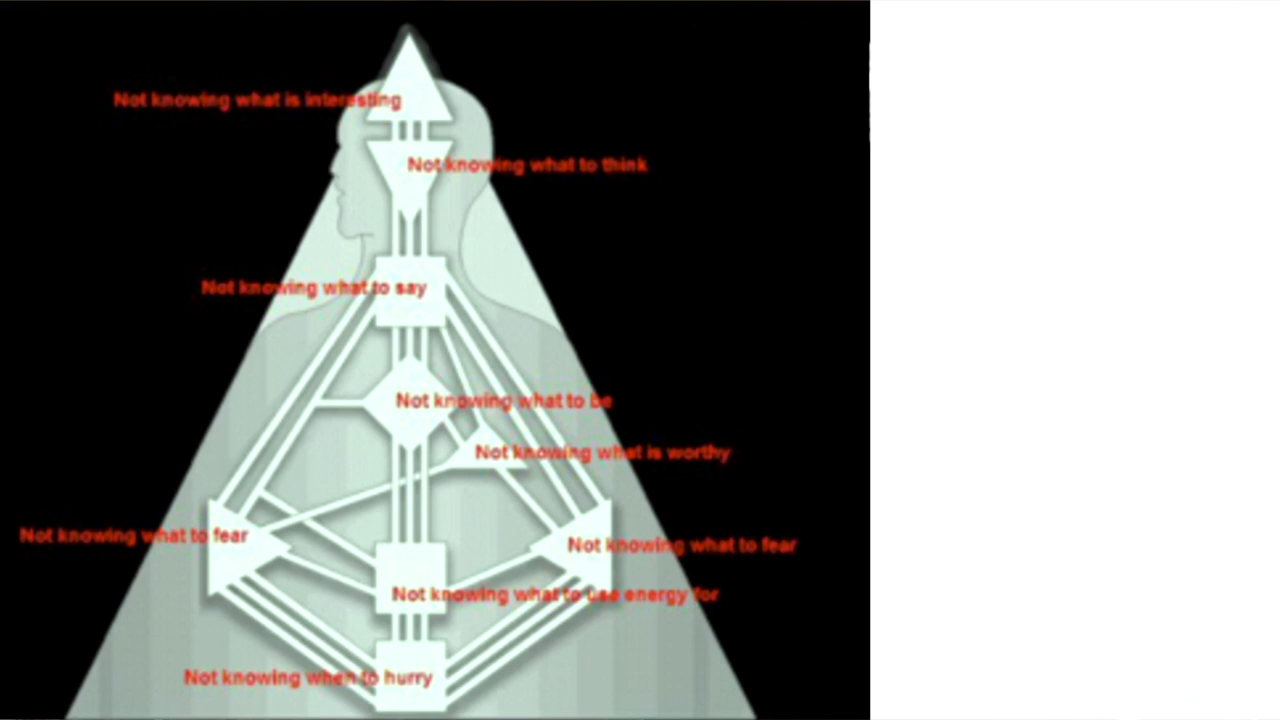 Not knowing what is interesting
Not knowing what to think
Not knowing what to say
Not knowing what to be
Not knowing what is worthy
Not knowing what to fear
Not knowing what to fear
Not knowing what to use energy for
Not knowing when to hurry